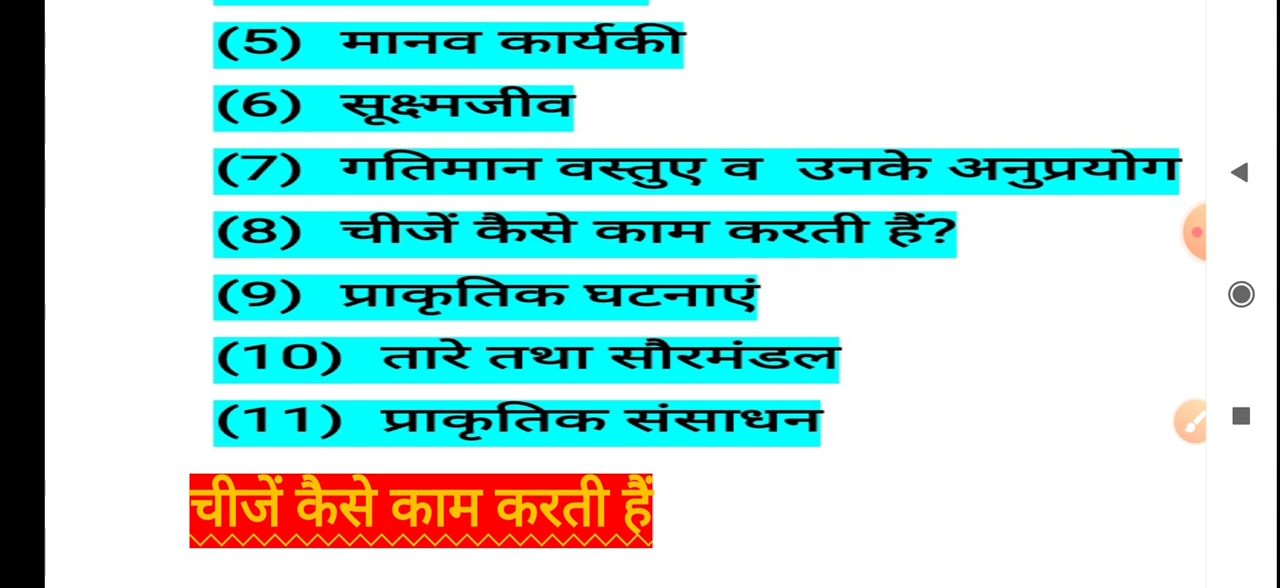 (5) मानव कार्यकी
(6) सूक्ष्मजीव
(7) गतिमान वस्तुए व उनके अनुप्रयोग
(8) चीजें कैसे काम करती हैं?
(9) प्राकृतिक घटनाएं
(10) तारे तथा सौरमंडल
(11) प्राकृतिक संसाधन
चीजें कैसे काम करती हैं